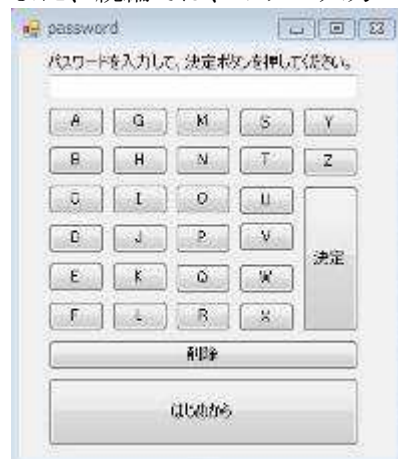 password
パスワードを入力して、決定ボタンを押してください。
A G M S Y
B H N T Z
C I O U
D J P V
決定
E K Q W
F L R X
削除
はじめから